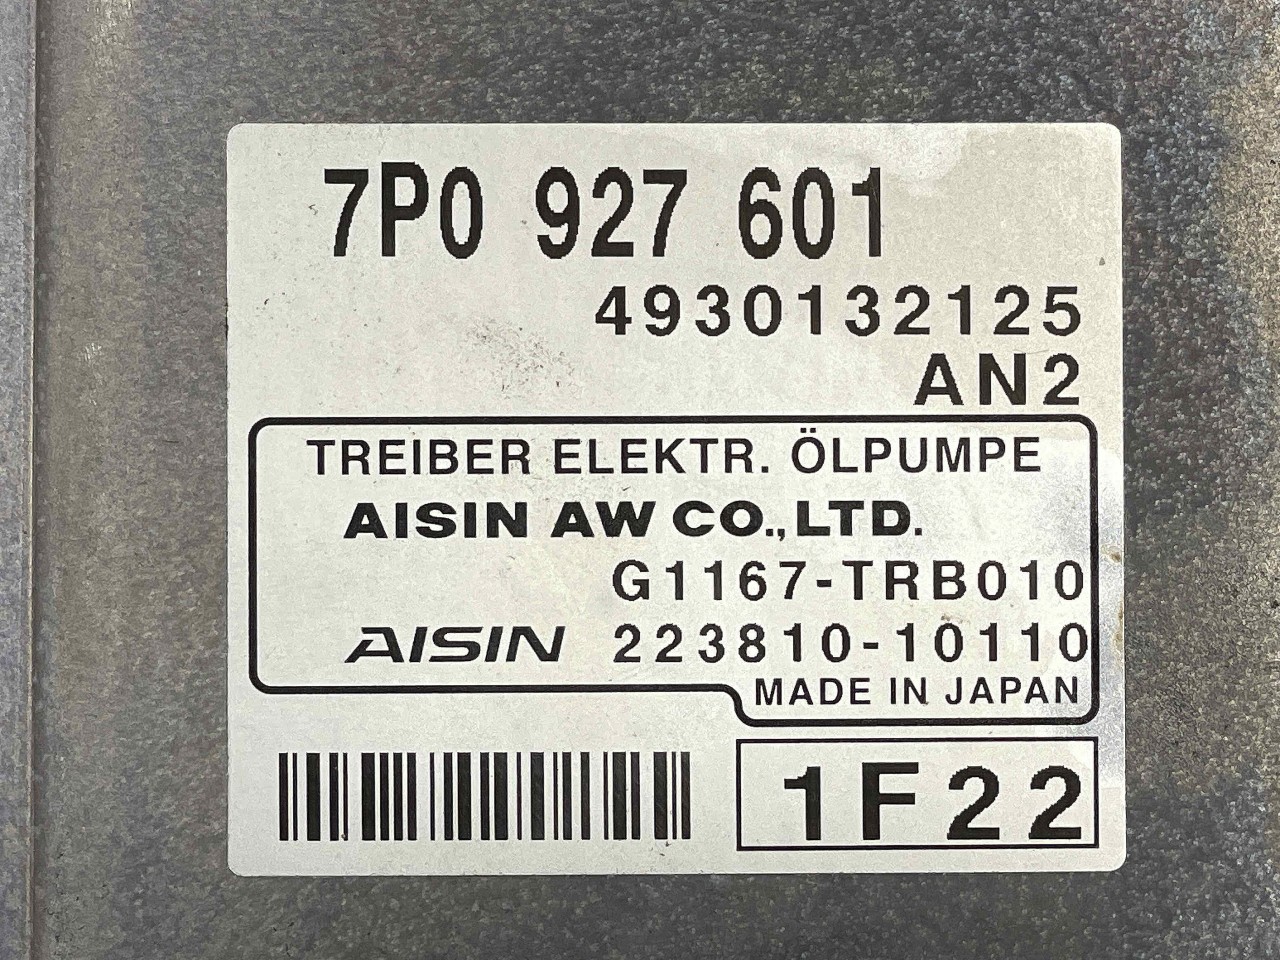 7P0 927 601
4930132125
AN2
TREIBER ELEKTR. ÖLPUMPE
AISIN AW CO.,LTD.
G1167-TRB010
AISIN 223810-10110
MADE IN JAPAN
1F22